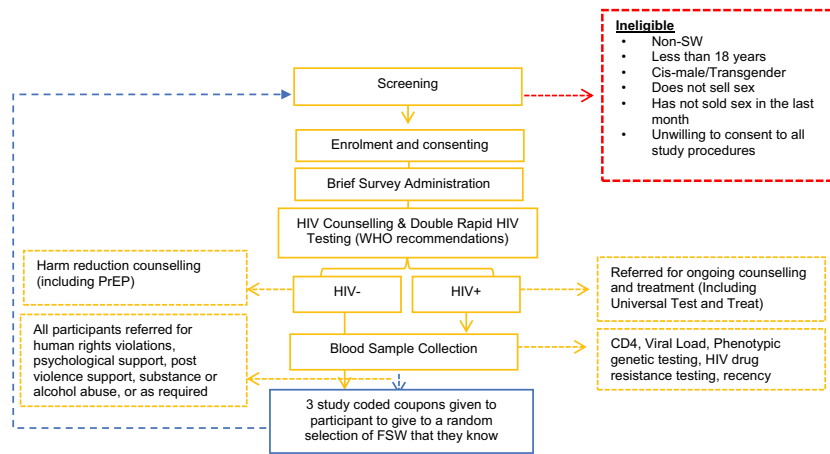 Ineligible
• Non-SW
• Less than 18 years
• Cis-male/Transgender
• Does not sell sex
• Has not sold sex in the last
month
• Unwilling to consent to all
study procedures
Screening
Enrolment and consenting
Brief Survey Administration
HIV Counselling & Double Rapid HIV
Testing (WHO recommendations)
Harm reduction counselling
(including PrEP)
HIV-
HIV+
Referred for ongoing counselling
and treatment (Including
Universal Test and Treat)
All participants referred for
human rights violations,
psychological support, post
violence support, substance or
alcohol abuse, or as required
Blood Sample Collection
CD4, Viral Load, Phenotypic
genetic testing, HIV drug
resistance testing, recency
3 study coded coupons given to
participant to give to a random
selection of FSW that they know